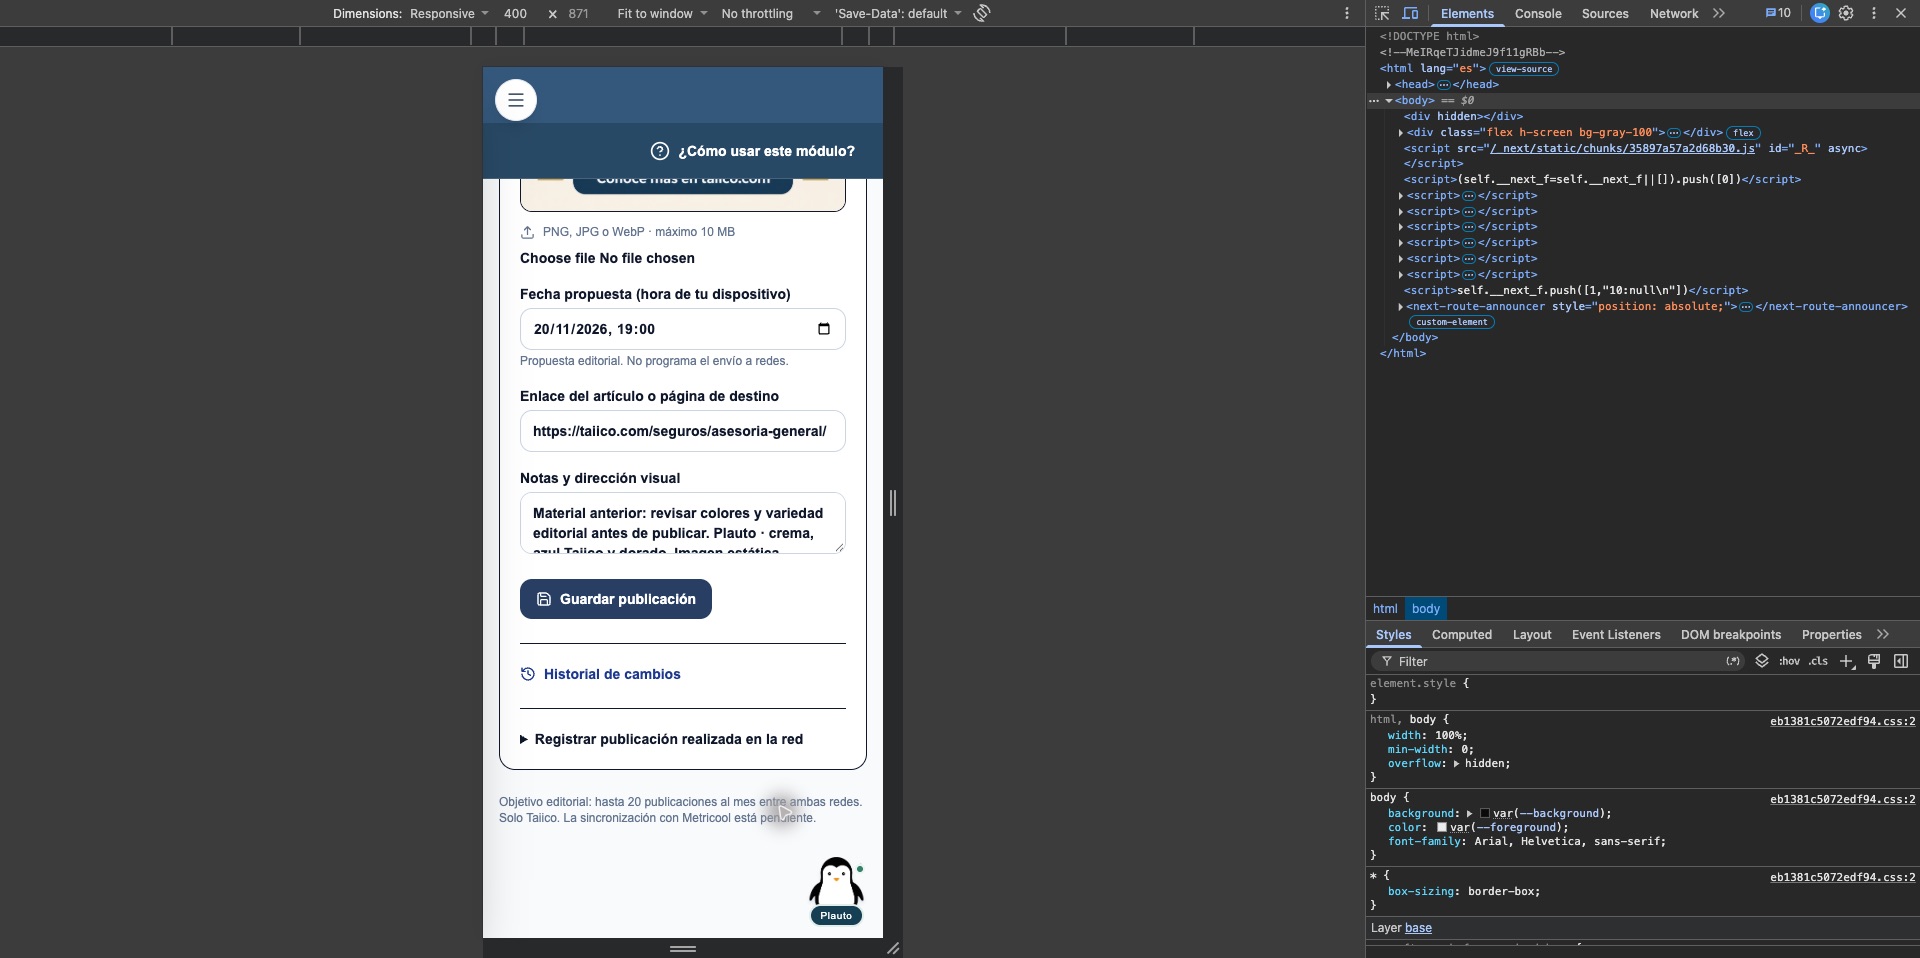 Dimensions: Responsive 400 x 871 Fit to window No throttling 'Save-Data': default
Elements Console Sources Network 10
<!DOCTYPE html>
<!--MeIRqeTJidmeJ9f11gRBb-->
<html lang="es"> view-source
<head> ••• </head>
••• <body> == $0
<div hidden></div>
<div class="flex h-screen bg-gray-100"> ••• </div> flex
<script src="/_next/static/chunks/35897a57a2d68b30.js" id="_R_" async>
</script>
<script>(self.__next_f=self.__next_f||[]).push([0])</script>
<script> ••• </script>
<script> ••• </script>
<script> ••• </script>
<script> ••• </script>
<script> ••• </script>
<script> ••• </script>
<script>self.__next_f.push([1,"10:null\n"])</script>
<next-route-announcer style="position: absolute;"> ••• </next-route-announcer>
custom-element
</body>
</html>
¿Cómo usar este módulo?
Conoce más en taiico.com
PNG, JPG o WebP · máximo 10 MB
Choose file No file chosen
Fecha propuesta (hora de tu dispositivo)
20/11/2026, 19:00
Propuesta editorial. No programa el envío a redes.
Enlace del artículo o página de destino
https://taiico.com/seguros/asesoria-general/
Notas y dirección visual
Material anterior: revisar colores y variedad
editorial antes de publicar. Plauto · crema,
azul Taiico y dorado. Imagen estática
Guardar publicación
Historial de cambios
Registrar publicación realizada en la red
Objetivo editorial: hasta 20 publicaciones al mes entre ambas redes.
Solo Taiico. La sincronización con Metricool está pendiente.
Plauto
html body
Styles Computed Layout Event Listeners DOM breakpoints Properties
Filter :hov .cls
element.style {
}
html, body { eb1381c5072edf94.css:2
width: 100%;
min-width: 0;
overflow: hidden;
}
body { eb1381c5072edf94.css:2
background: var(--background);
color: var(--foreground);
font-family: Arial, Helvetica, sans-serif;
}
* { eb1381c5072edf94.css:2
box-sizing: border-box;
}
Layer base